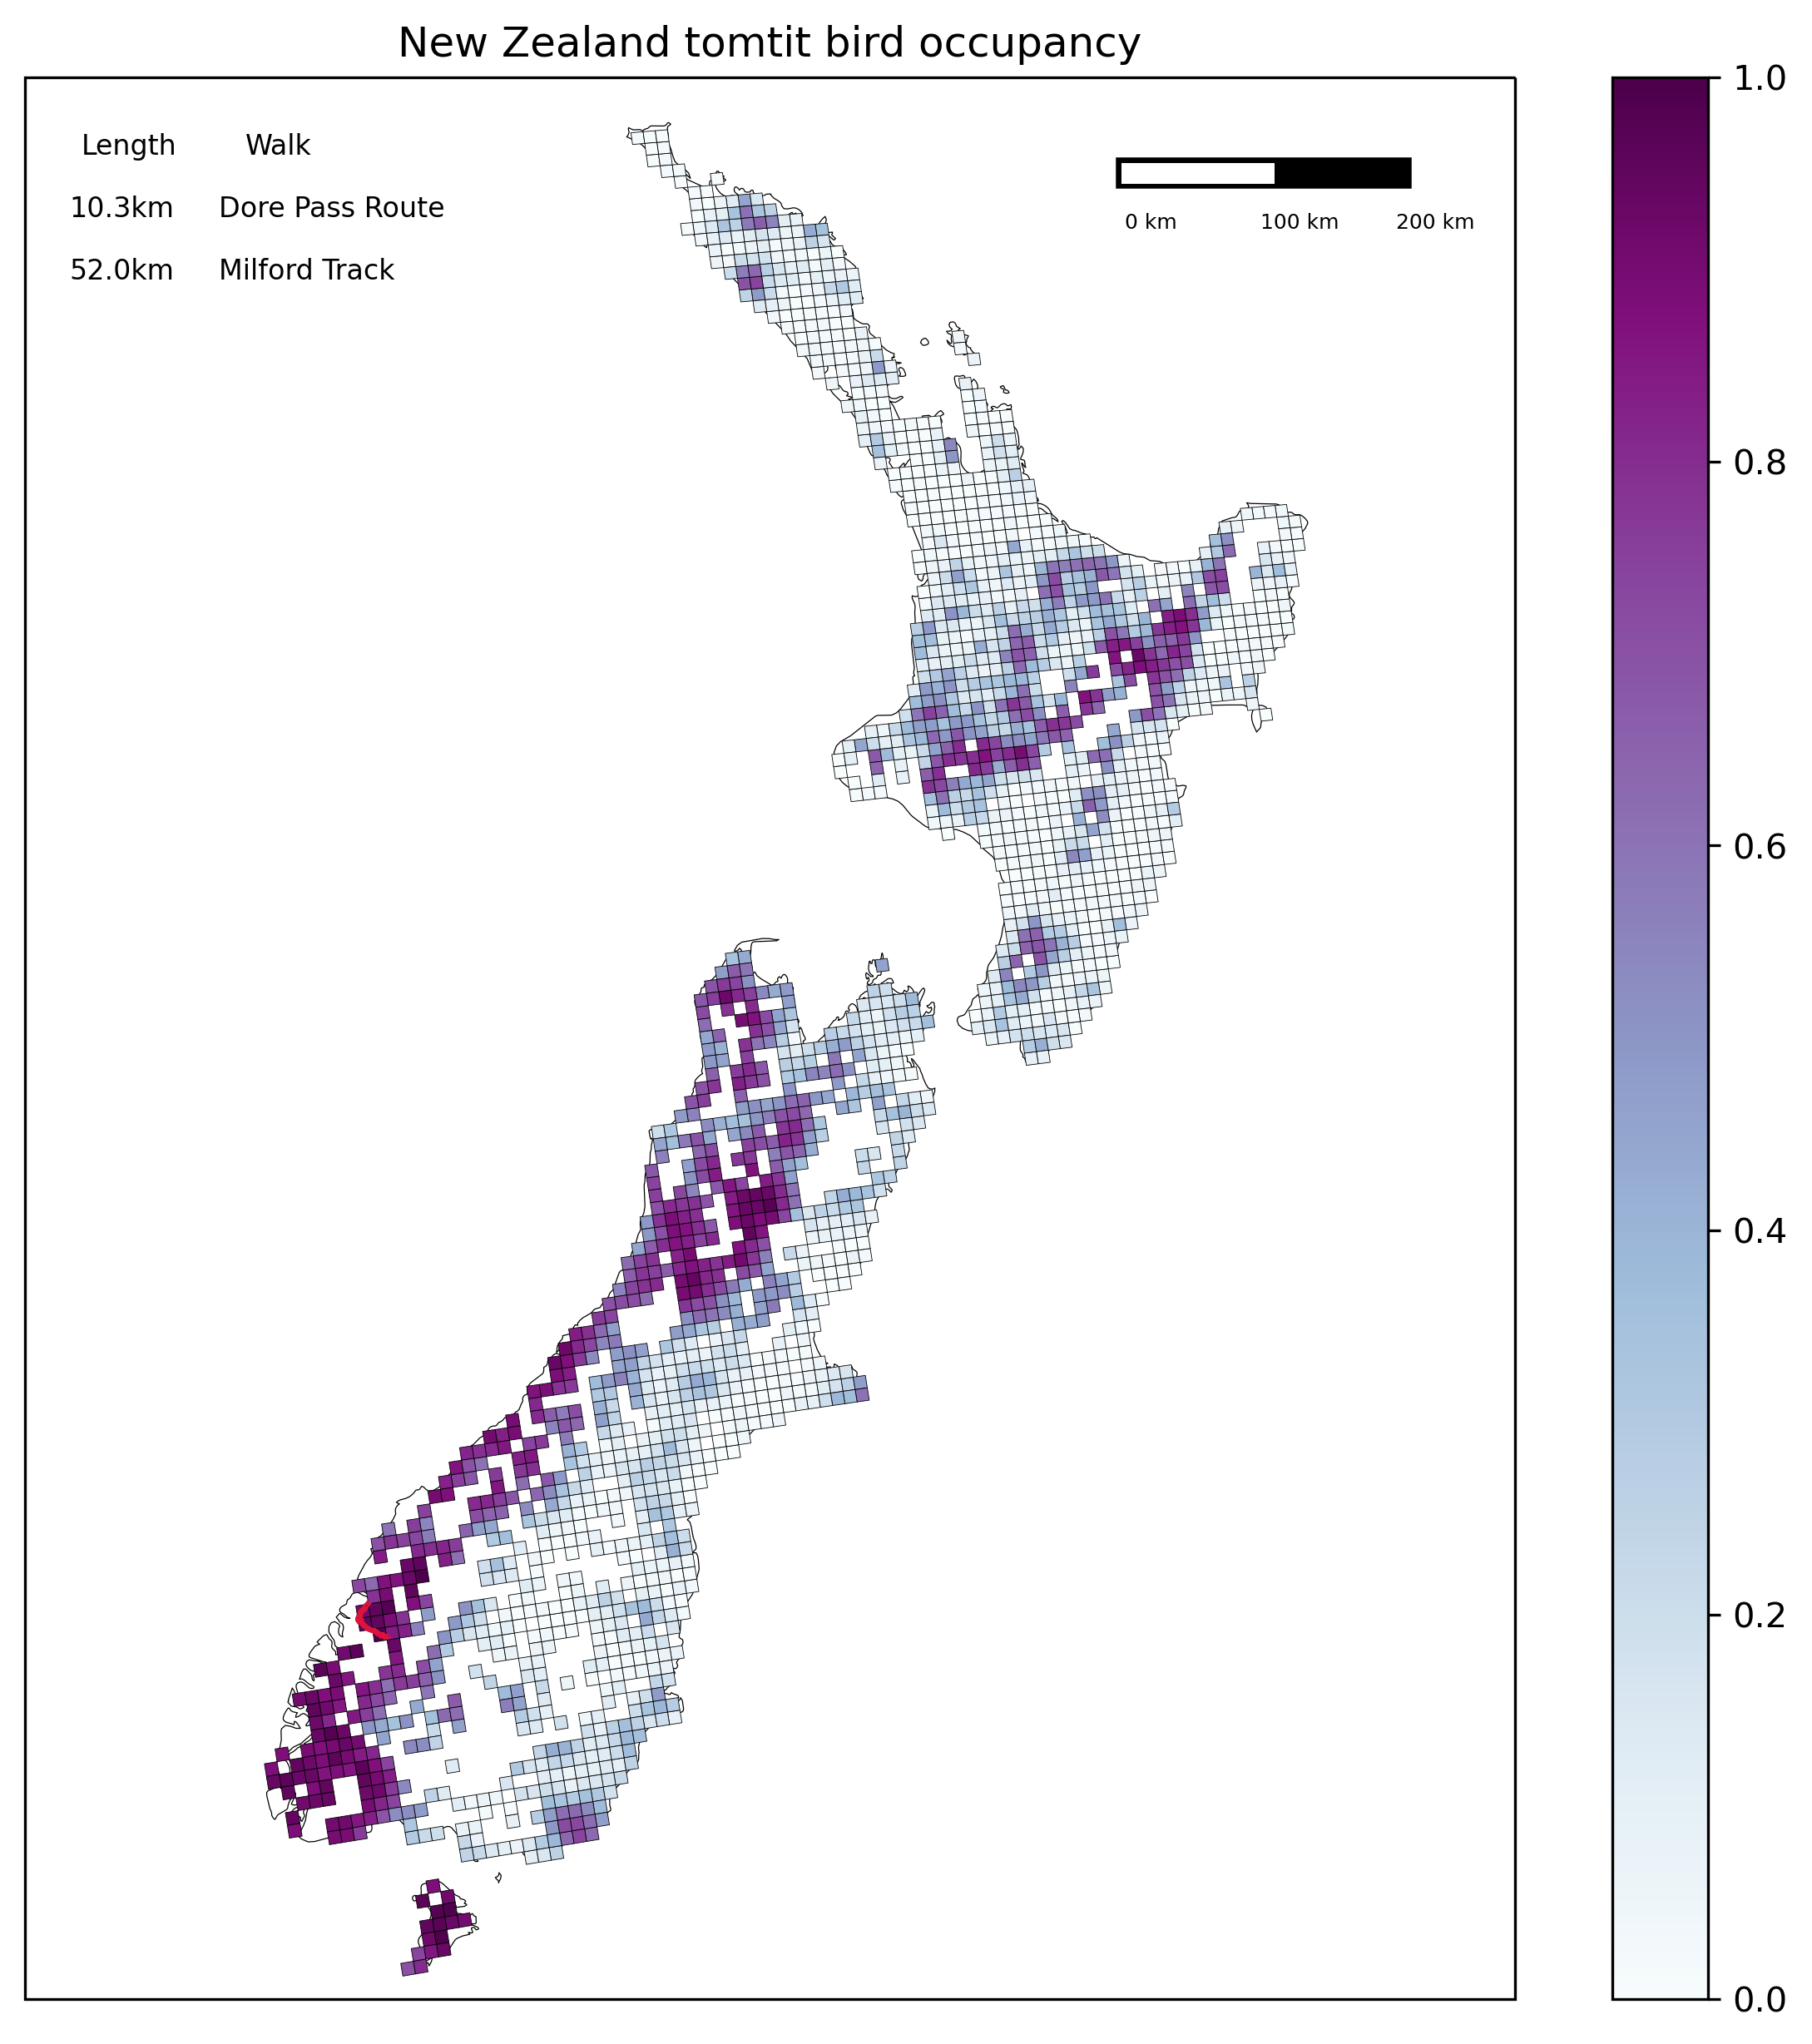 New Zealand tomtit bird occupancy
Length Walk
10.3km Dore Pass Route
52.0km Milford Track
0 km 100 km 200 km
1.0
0.8
0.6
0.4
0.2
0.0